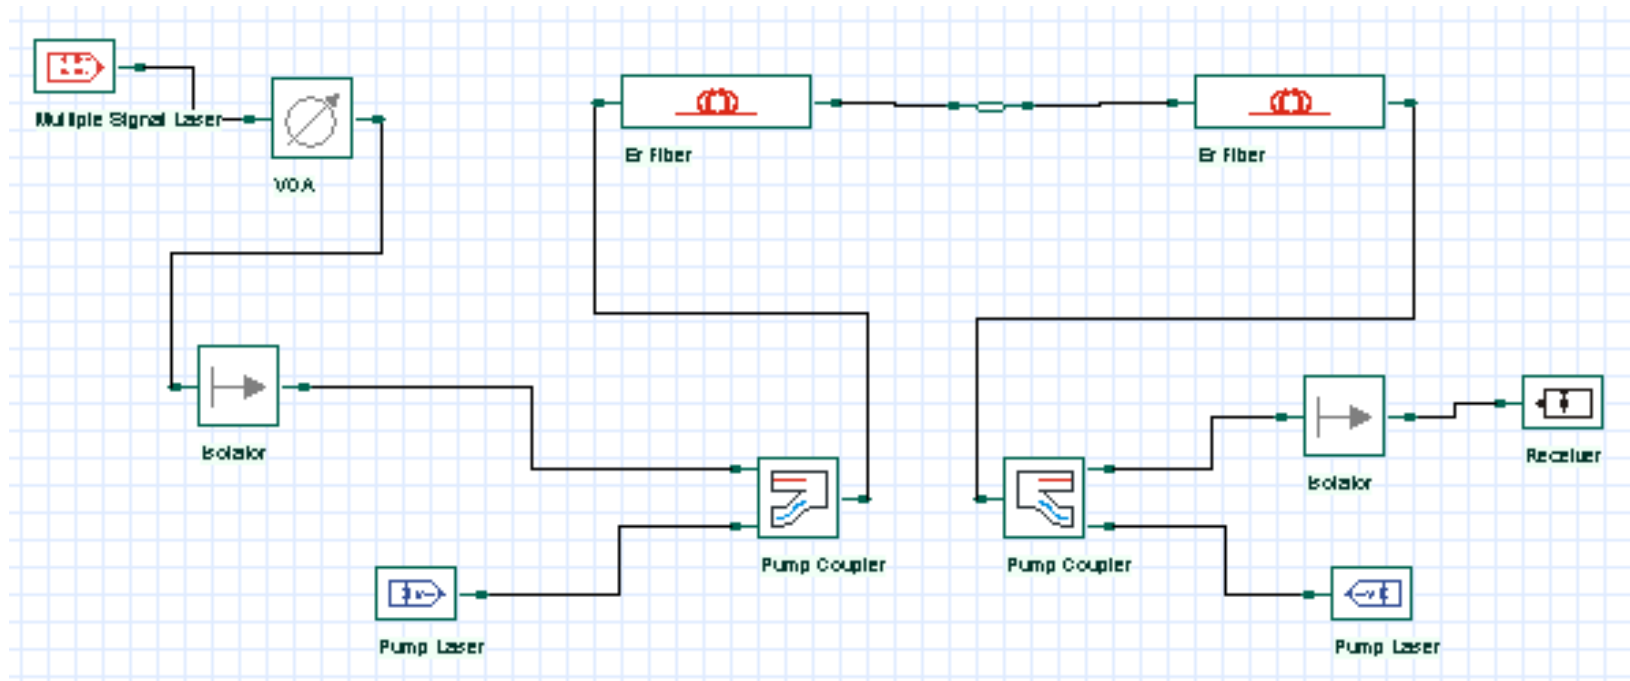 Multiple Signal Laser
VOA
Er Fiber
Er Fiber
Isolator
Isolator
Receiver
Pump Coupler
Pump Coupler
Pump Laser
Pump Laser